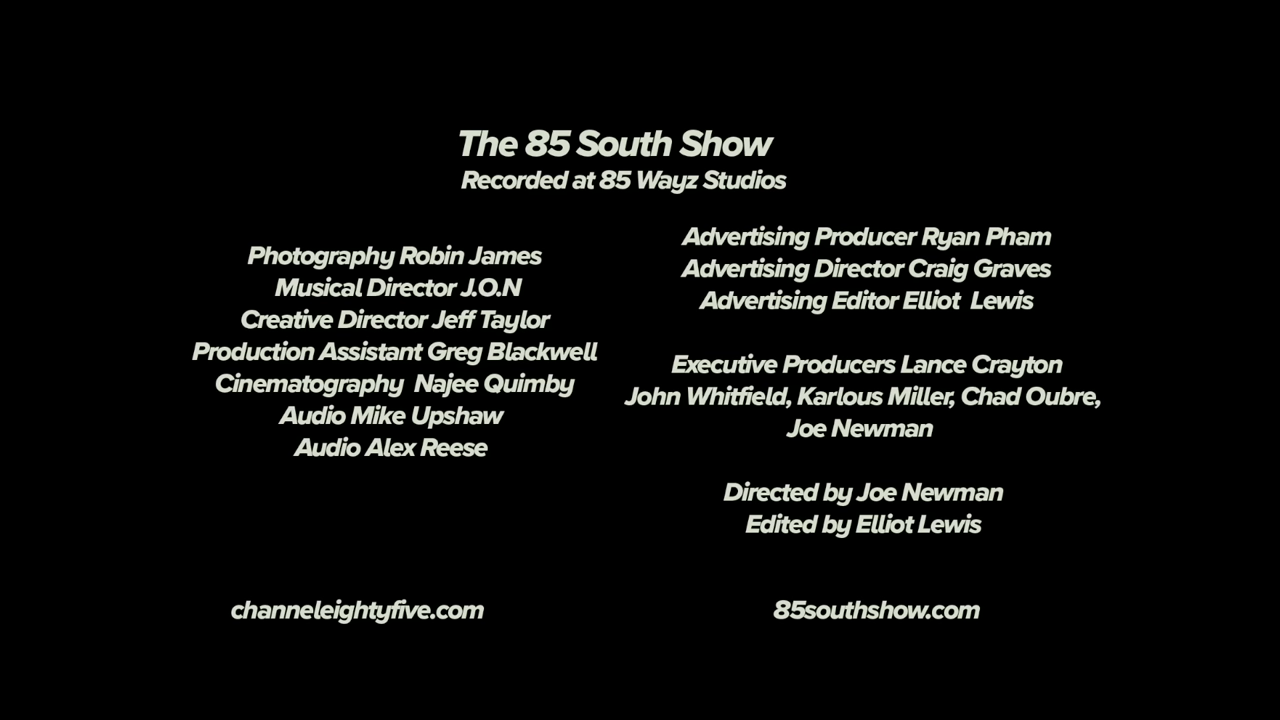 The 85 South Show
Recorded at 85 Wayz Studios
Photography Robin James
Musical Director J.O.N
Creative Director Jeff Taylor
Production Assistant Greg Blackwell
Cinematography  Najee Quimby
Audio Mike Upshaw
Audio Alex Reese
Advertising Producer Ryan Pham
Advertising Director Craig Graves
Advertising Editor Elliot  Lewis
Executive Producers Lance Crayton
John Whitfield, Karlous Miller, Chad Oubre,
Joe Newman
Directed by Joe Newman
Edited by Elliot Lewis
channeleightyfive.com
85southshow.com